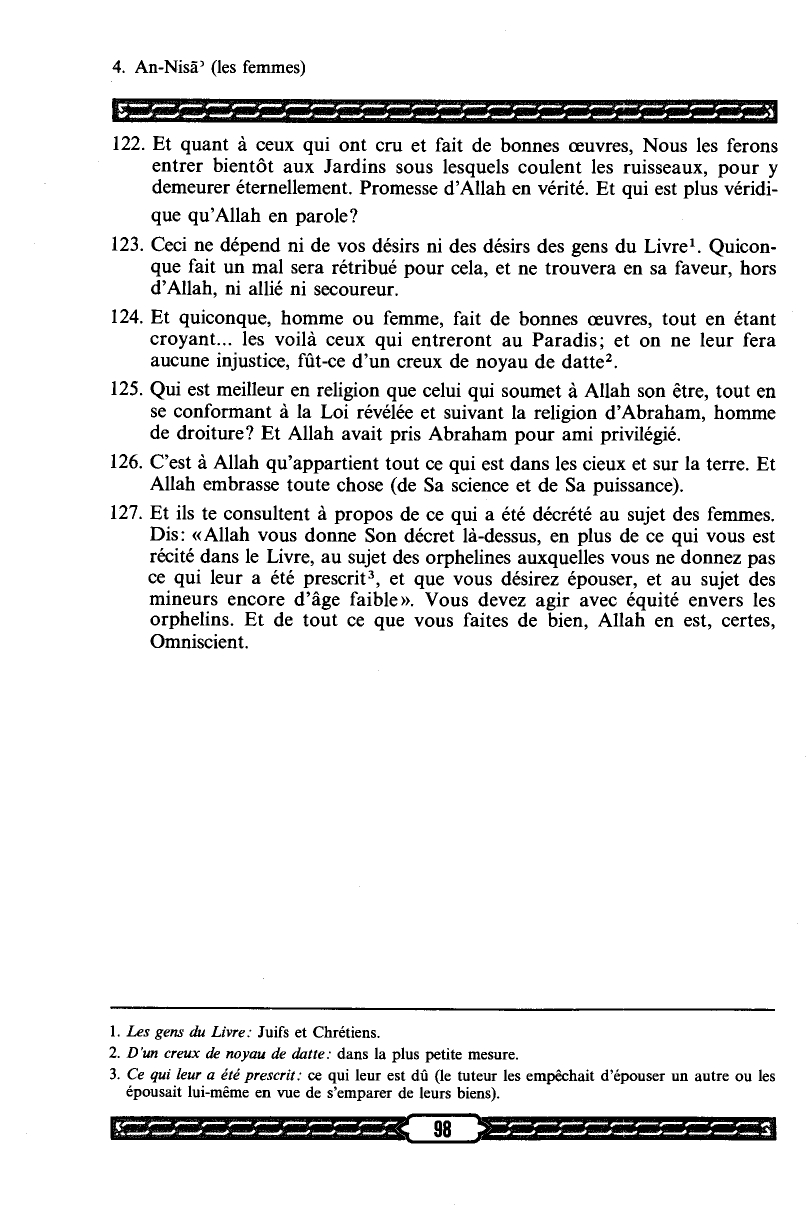 4. An-Nisāʾ (les femmes)
122. Et quant à ceux qui ont cru et fait de bonnes œuvres, Nous les ferons
entrer bientôt aux Jardins sous lesquels coulent les ruisseaux, pour y
demeurer éternellement. Promesse d’Allah en vérité. Et qui est plus véridi-
que qu’Allah en parole?
123. Ceci ne dépend ni de vos désirs ni des désirs des gens du Livre¹. Quicon-
que fait un mal sera rétribué pour cela, et ne trouvera en sa faveur, hors
d’Allah, ni allié ni secoureur.
124. Et quiconque, homme ou femme, fait de bonnes œuvres, tout en étant
croyant... les voilà ceux qui entreront au Paradis; et on ne leur fera
aucune injustice, fût-ce d’un creux de noyau de datte².
125. Qui est meilleur en religion que celui qui soumet à Allah son être, tout en
se conformant à la Loi révélée et suivant la religion d’Abraham, homme
de droiture? Et Allah avait pris Abraham pour ami privilégié.
126. C’est à Allah qu’appartient tout ce qui est dans les cieux et sur la terre. Et
Allah embrasse toute chose (de Sa science et de Sa puissance).
127. Et ils te consultent à propos de ce qui a été décrété au sujet des femmes.
Dis: «Allah vous donne Son décret là-dessus, en plus de ce qui vous est
récité dans le Livre, au sujet des orphelines auxquelles vous ne donnez pas
ce qui leur a été prescrit³, et que vous désirez épouser, et au sujet des
mineurs encore d’âge faible». Vous devez agir avec équité envers les
orphelins. Et de tout ce que vous faites de bien, Allah en est, certes,
Omniscient.
1. Les gens du Livre: Juifs et Chrétiens.
2. D’un creux de noyau de datte: dans la plus petite mesure.
3. Ce qui leur a été prescrit: ce qui leur est dû (le tuteur les empêchait d’épouser un autre ou les
épousait lui-même en vue de s’emparer de leurs biens).
98